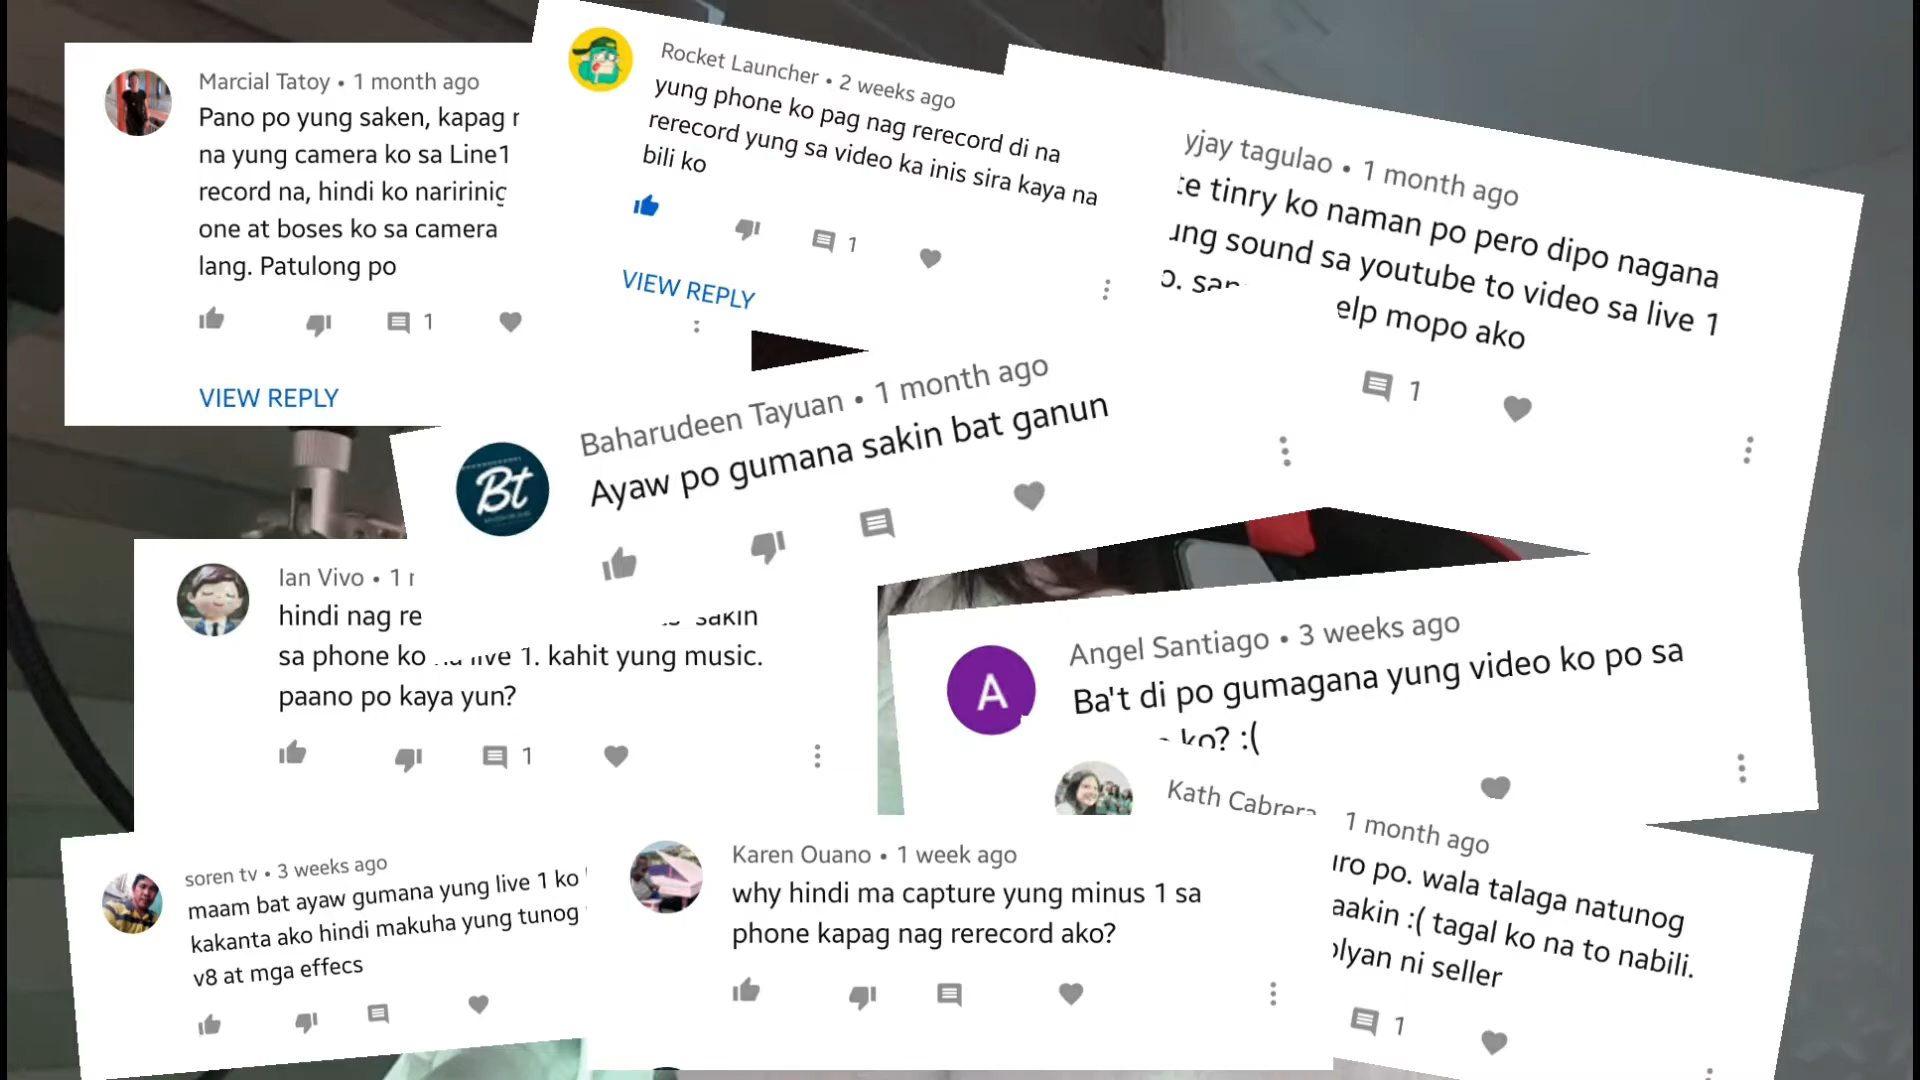 Marcial Tatoy • 1 month ago
Pano po yung saken, kapag
na yung camera ko sa Line1
record na, hindi ko naririnig
one at boses ko sa camera
lang. Patulong po
1
VIEW REPLY
Rocket Launcher • 2 weeks ago
yung phone ko pag nag rerecord di na
rerecord yung sa video ka inis sira kaya na
bili ko
1
VIEW REPLY
yjay tagulao • 1 month ago
te tinry ko naman po pero dipo nagana
ung sound sa youtube to video sa live 1
elp mopo ako
1
Baharudeen Tayuan • 1 month ago
Bt
Ayaw po gumana sakin bat ganun
Ian Vivo • 1
hindi nag re sakin
sa phone ko live 1. kahit yung music.
paano po kaya yun?
1
Angel Santiago • 3 weeks ago
A
Ba't di po gumagana yung video ko po sa
ko? :(
Kath Cabrera 1 month ago
po. wala talaga natunog
aakin :( tagal ko na to nabili.
olyan ni seller
1
soren tv • 3 weeks ago
maam bat ayaw gumana yung live 1 ko
kakanta ako hindi makuha yung tunog
v8 at mga effecs
Karen Ouano • 1 week ago
why hindi ma capture yung minus 1 sa
phone kapag nag rerecord ako?